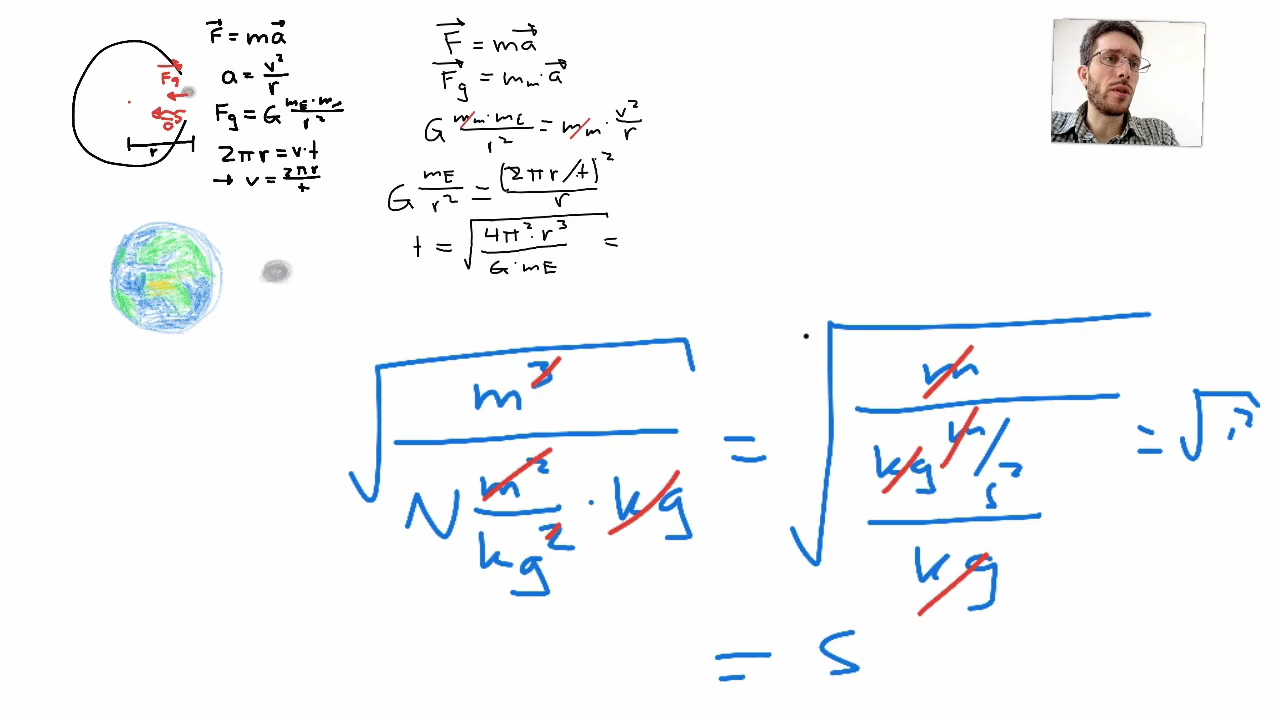 F = ma
a = v²/r
Fg = G mE·mm/r²
2πr = v·t
→ v = 2πr/t
Fg
r
F = ma
Fg = mm·a
G mm·mE/r² = mm·v²/r
G mE/r² = (2πr/t)²/r
t = √(4π²·r³/G·mE) =
√(m³/(N m²/kg²·kg)) = √(m/(kg m/s²/kg)) = √s²
= s